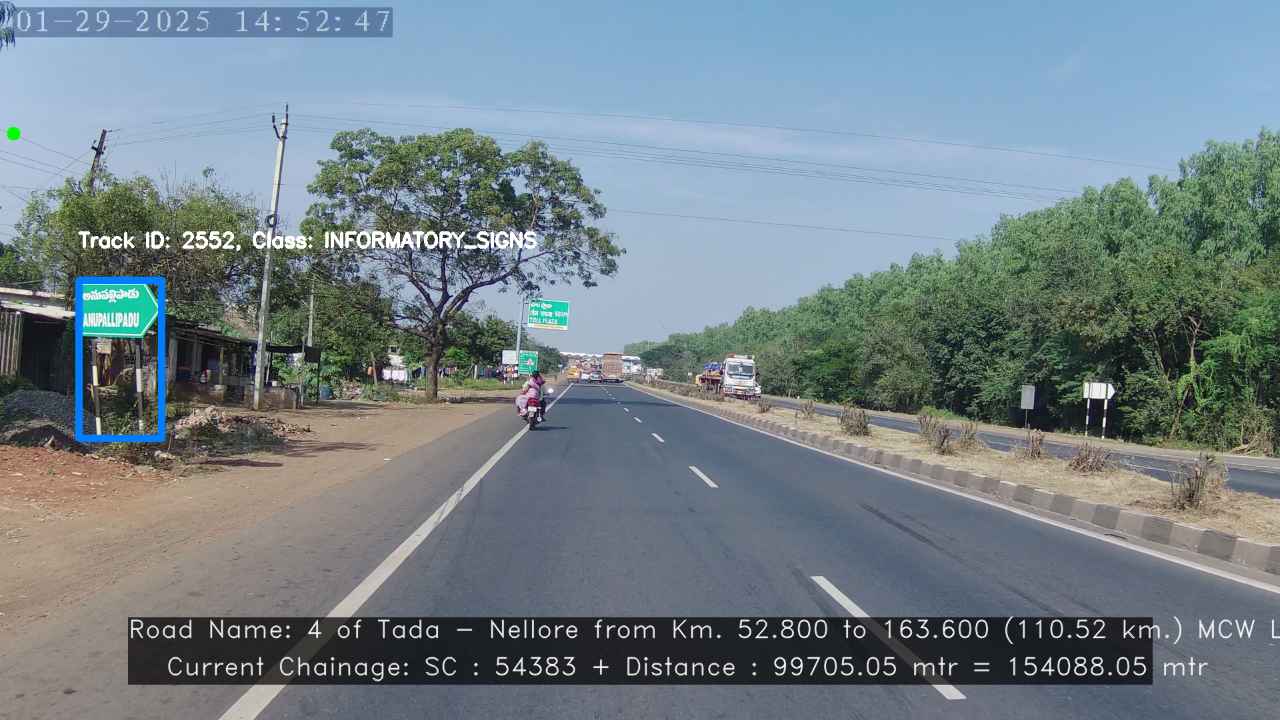 01-29-2025 14:52:47
Track ID: 2552, Class: INFORMATORY_SIGNS
అనుపల్లిపాడు
ANUPALLIPADU
TOLL PLAZA
Road Name: 4 of Tada - Nellore from Km. 52.800 to 163.600 (110.52 km.) MCW L
Current Chainage: SC : 54383 + Distance : 99705.05 mtr = 154088.05 mtr